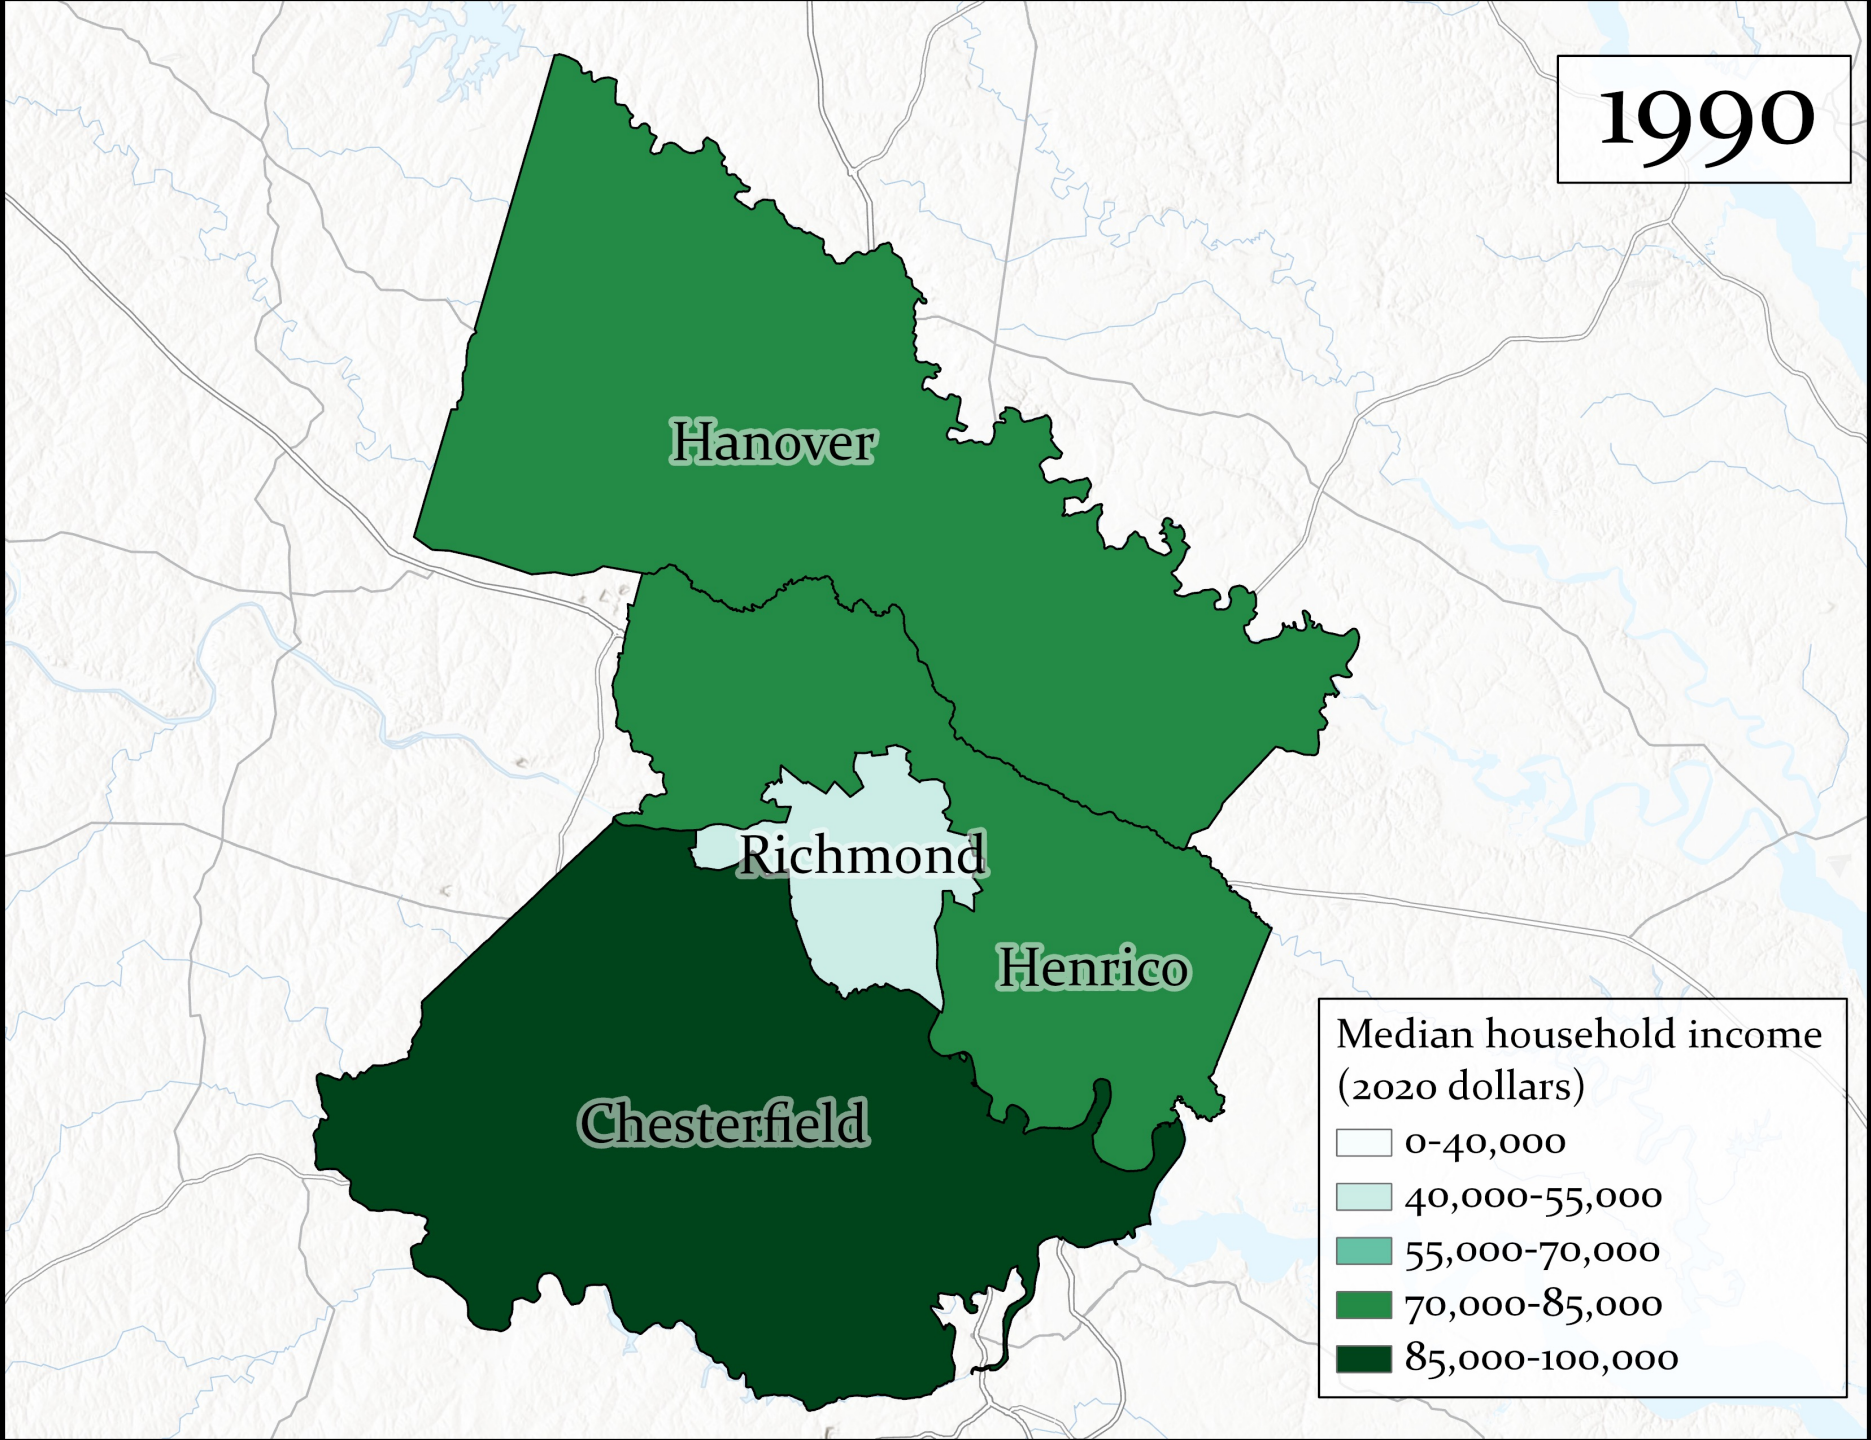 1990
Hanover
Richmond
Henrico
Chesterfield
Median household income
(2020 dollars)
0-40,000
40,000-55,000
55,000-70,000
70,000-85,000
85,000-100,000